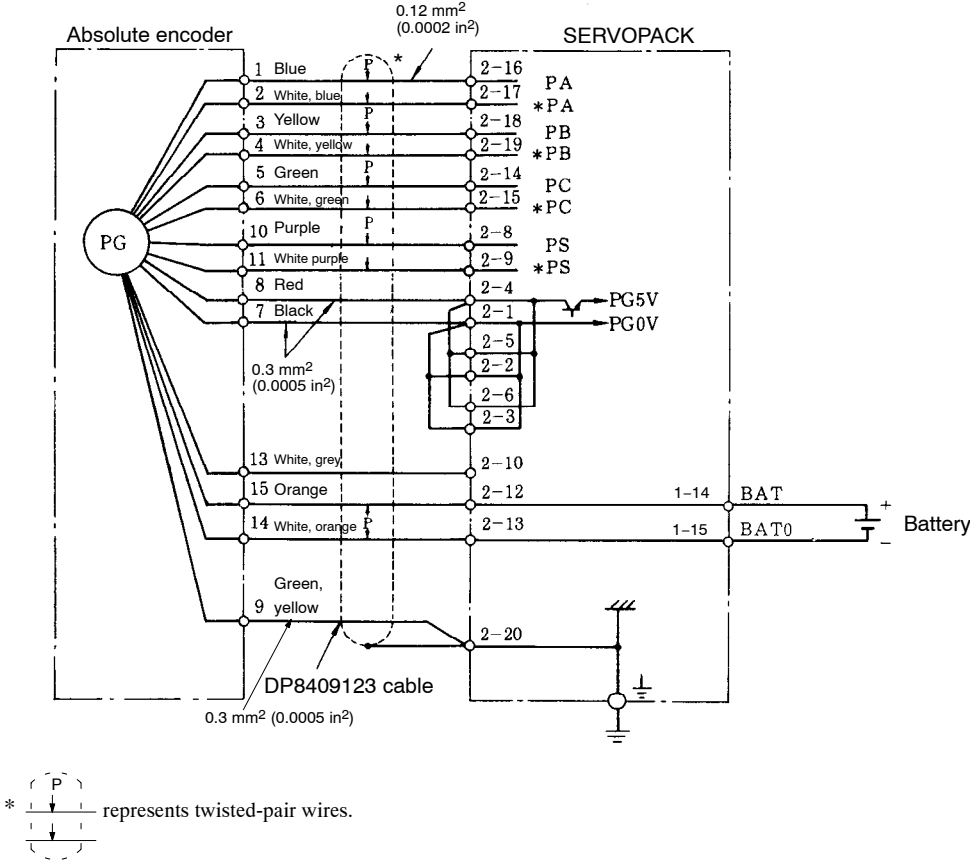 0.12 mm²
(0.0002 in²)
Absolute encoder
SERVOPACK
*
1 Blue P 2-16 PA
2 White, blue 2-17 *PA
3 Yellow P 2-18 PB
4 White, yellow 2-19 *PB
5 Green P 2-14 PC
6 White, green 2-15 *PC
PG
10 Purple P 2-8 PS
11 White purple 2-9 *PS
8 Red 2-4 PG5V
7 Black 2-1 PG0V
2-5
0.3 mm²
(0.0005 in²)
2-2
2-6
2-3
13 White, grey 2-10
15 Orange 2-12 1-14 BAT +
14 White, orange P 2-13 1-15 BAT0 −
Battery
Green,
9 yellow
2-20
DP8409123 cable
0.3 mm² (0.0005 in²)
P
* represents twisted-pair wires.